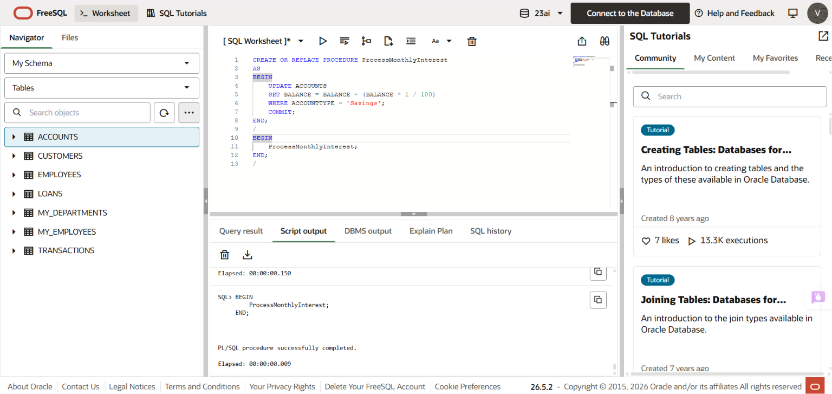 FreeSQL
Worksheet
SQL Tutorials
23ai
Connect to the Database
Help and Feedback
V
Navigator
Files
My Schema
Tables
Search objects
ACCOUNTS
CUSTOMERS
EMPLOYEES
LOANS
MY_DEPARTMENTS
MY_EMPLOYEES
TRANSACTIONS
[ SQL Worksheet ]*
Aa
1 CREATE OR REPLACE PROCEDURE ProcessMonthlyInterest
2 AS
3 BEGIN
4 UPDATE ACCOUNTS
5 SET BALANCE = BALANCE + (BALANCE * 1 / 100)
6 WHERE ACCOUNTTYPE = 'Savings';
7 COMMIT;
8 END;
9 /
10 BEGIN
11 ProcessMonthlyInterest;
12 END;
13 /
Query result
Script output
DBMS output
Explain Plan
SQL history
Elapsed: 00:00:00.150
SQL> BEGIN
ProcessMonthlyInterest;
END;
PL/SQL procedure successfully completed.
Elapsed: 00:00:00.009
SQL Tutorials
Community
My Content
My Favorites
Rece
Search
Tutorial
Creating Tables: Databases for...
An introduction to creating tables and the
types of these available in Oracle Database.
Created 8 years ago
7 likes
13.3K executions
Tutorial
Joining Tables: Databases for...
An introduction to the join types available in
Oracle Database.
Created 7 years ago
About Oracle
Contact Us
Legal Notices
Terms and Conditions
Your Privacy Rights
Delete Your FreeSQL Account
Cookie Preferences
26.5.2 - Copyright © 2015, 2026 Oracle and/or its affiliates All rights reserved